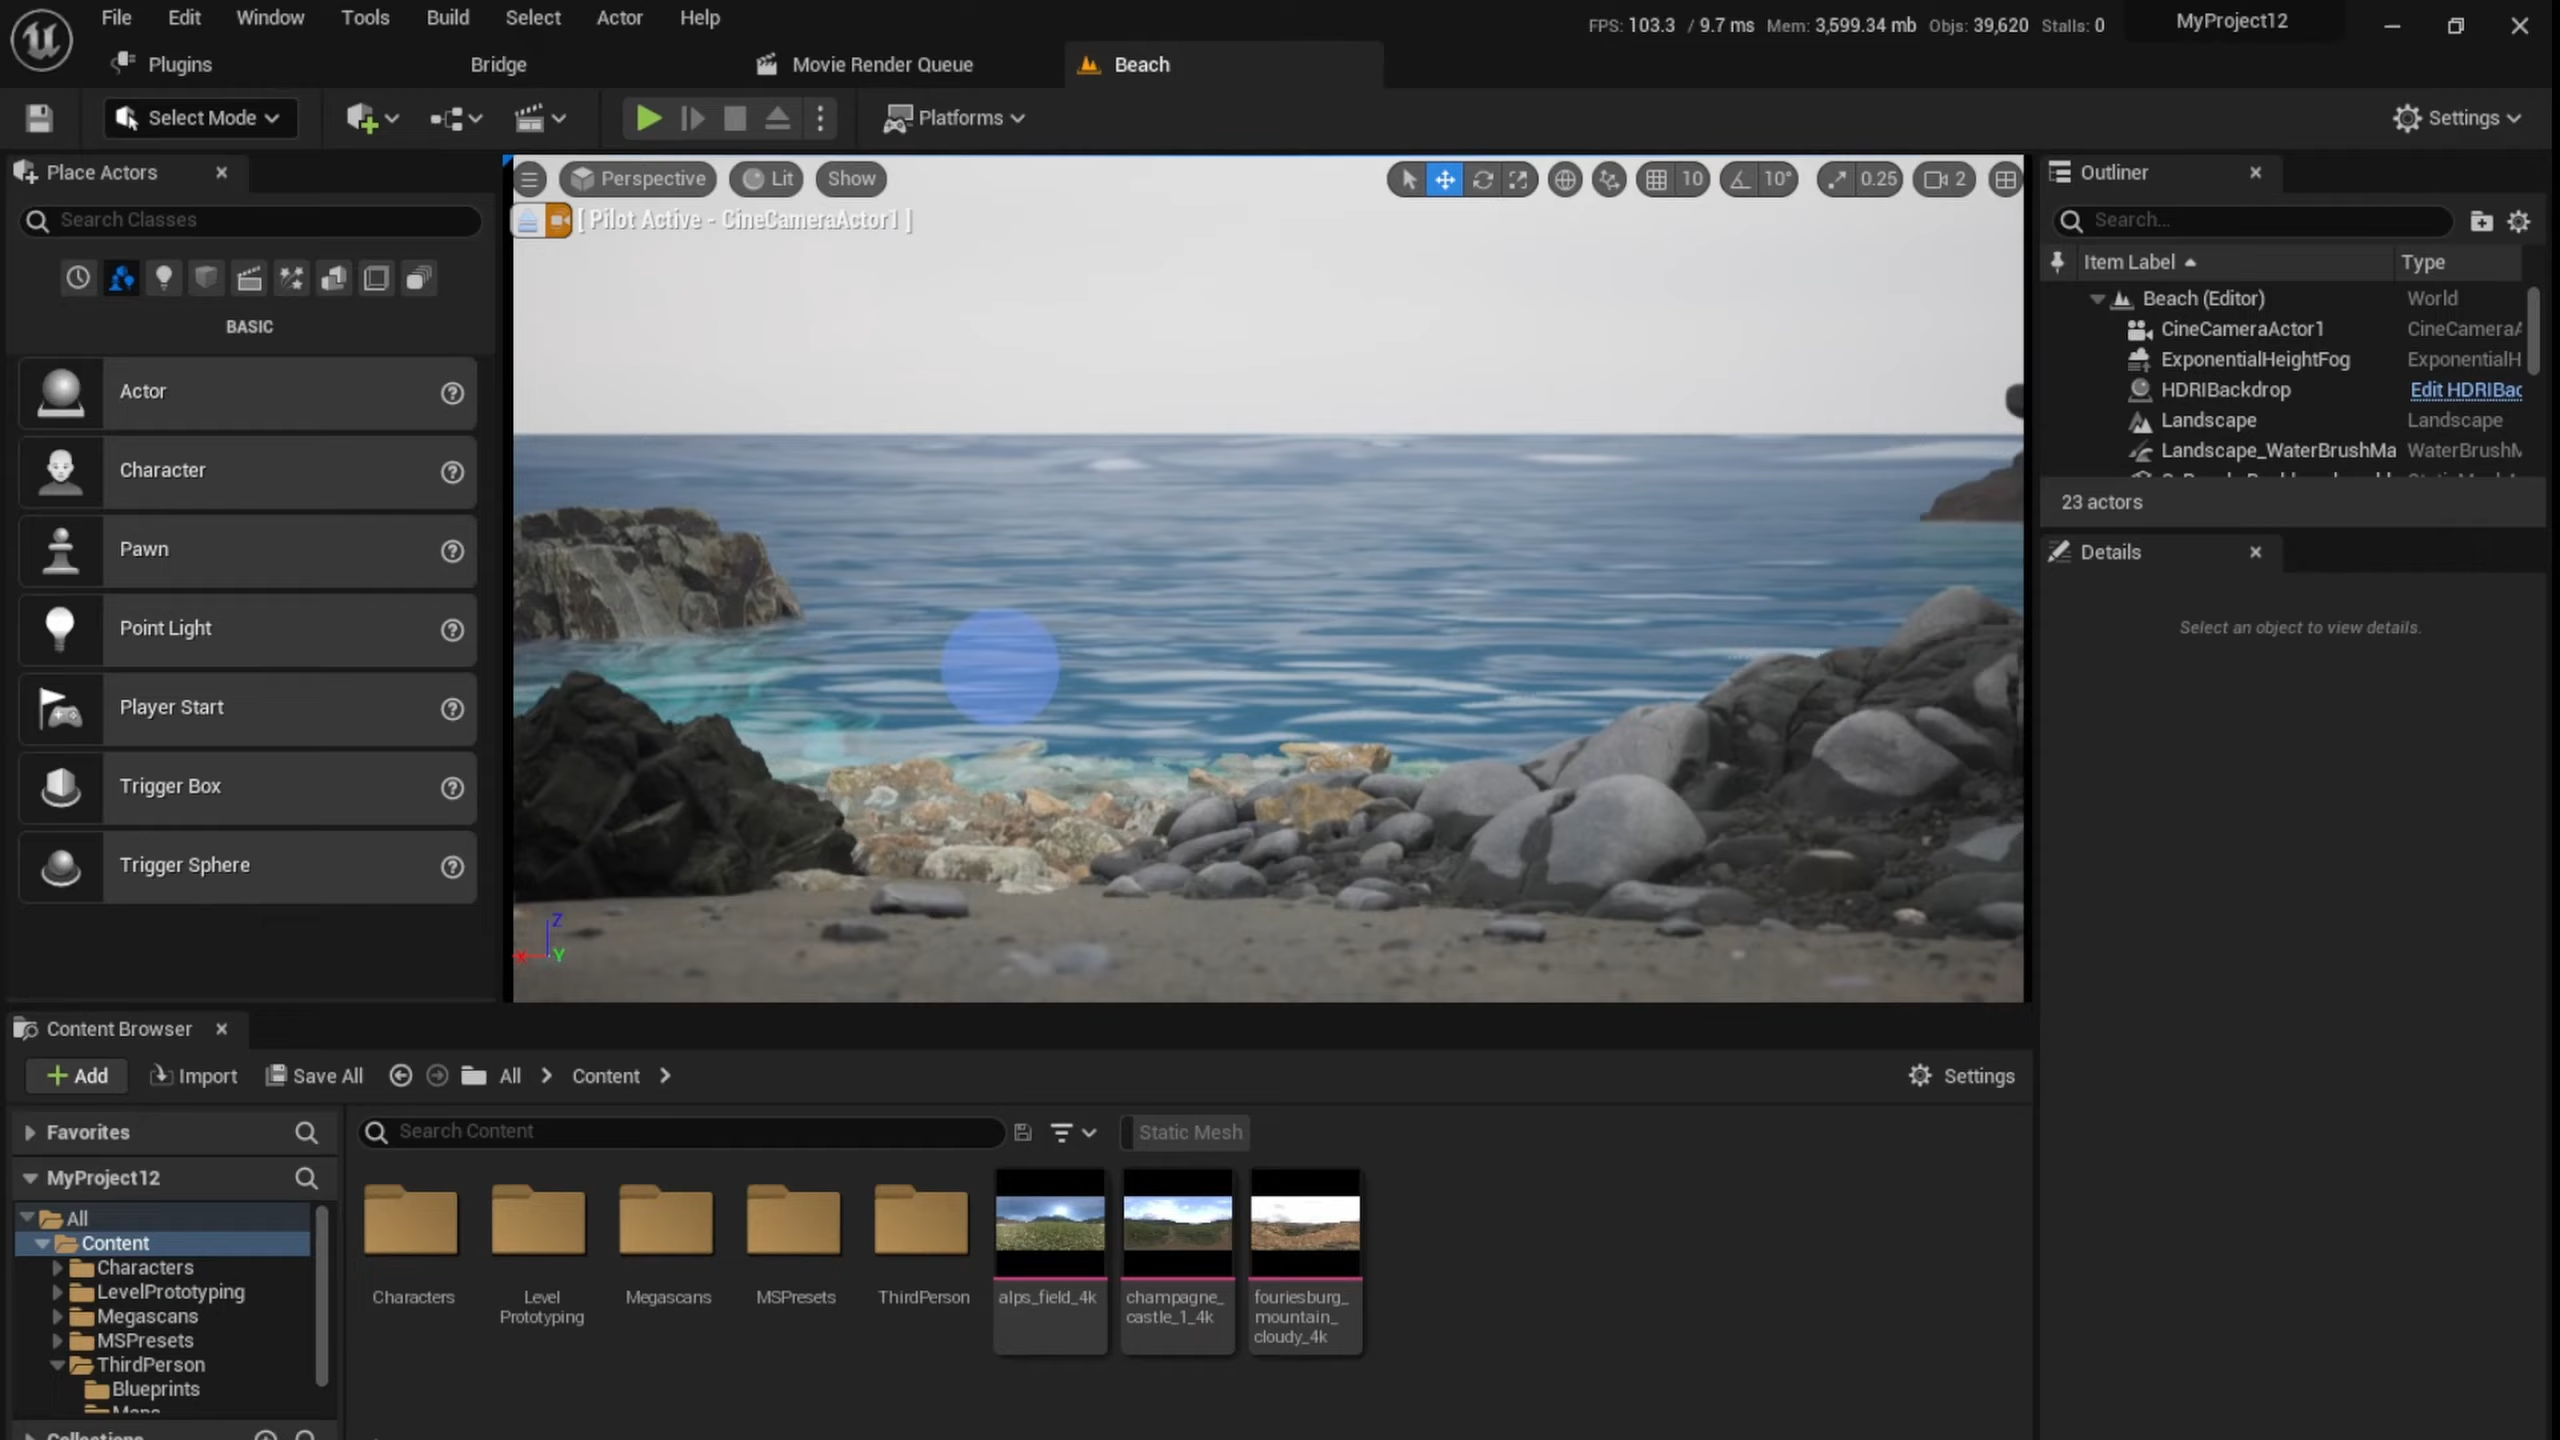 File Edit Window Tools Build Select Actor Help
FPS: 103.3 / 9.7 ms Mem: 3,599.34 mb Objs: 39,620 Stalls: 0
MyProject12
Plugins
Bridge
Movie Render Queue
Beach
Select Mode
Platforms
Settings
Place Actors
Search Classes
BASIC
Actor
Character
Pawn
Point Light
Player Start
Trigger Box
Trigger Sphere
Perspective
Lit
Show
10
10°
0.25
2
[ Pilot Active - CineCameraActor1 ]
Z
X
Y
Outliner
Search...
Item Label Type
Beach (Editor) World
CineCameraActor1 CineCameraA
ExponentialHeightFog ExponentialH
HDRIBackdrop Edit HDRIBac
Landscape Landscape
Landscape_WaterBrushMa WaterBrushM
23 actors
Details
Select an object to view details.
Content Browser
Add
Import
Save All
All
Content
Settings
Favorites
MyProject12
All
Content
Characters
LevelPrototyping
Megascans
MSPresets
ThirdPerson
Blueprints
Maps
Collections
Search Content
Static Mesh
Characters
Level
Prototyping
Megascans
MSPresets
ThirdPerson
alps_field_4k
champagne_
castle_1_4k
fouriesburg_
mountain_
cloudy_4k